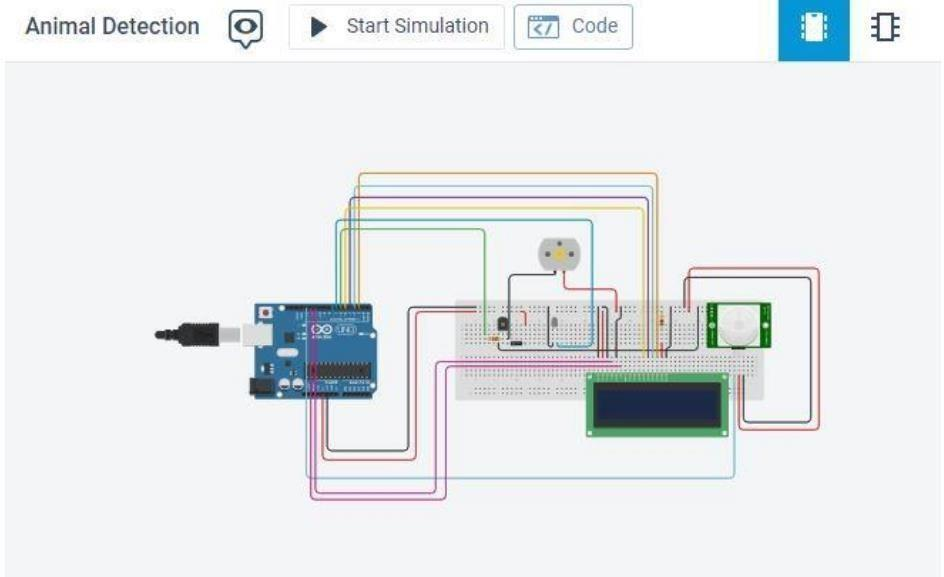 Animal Detection
Start Simulation
Code
UNO